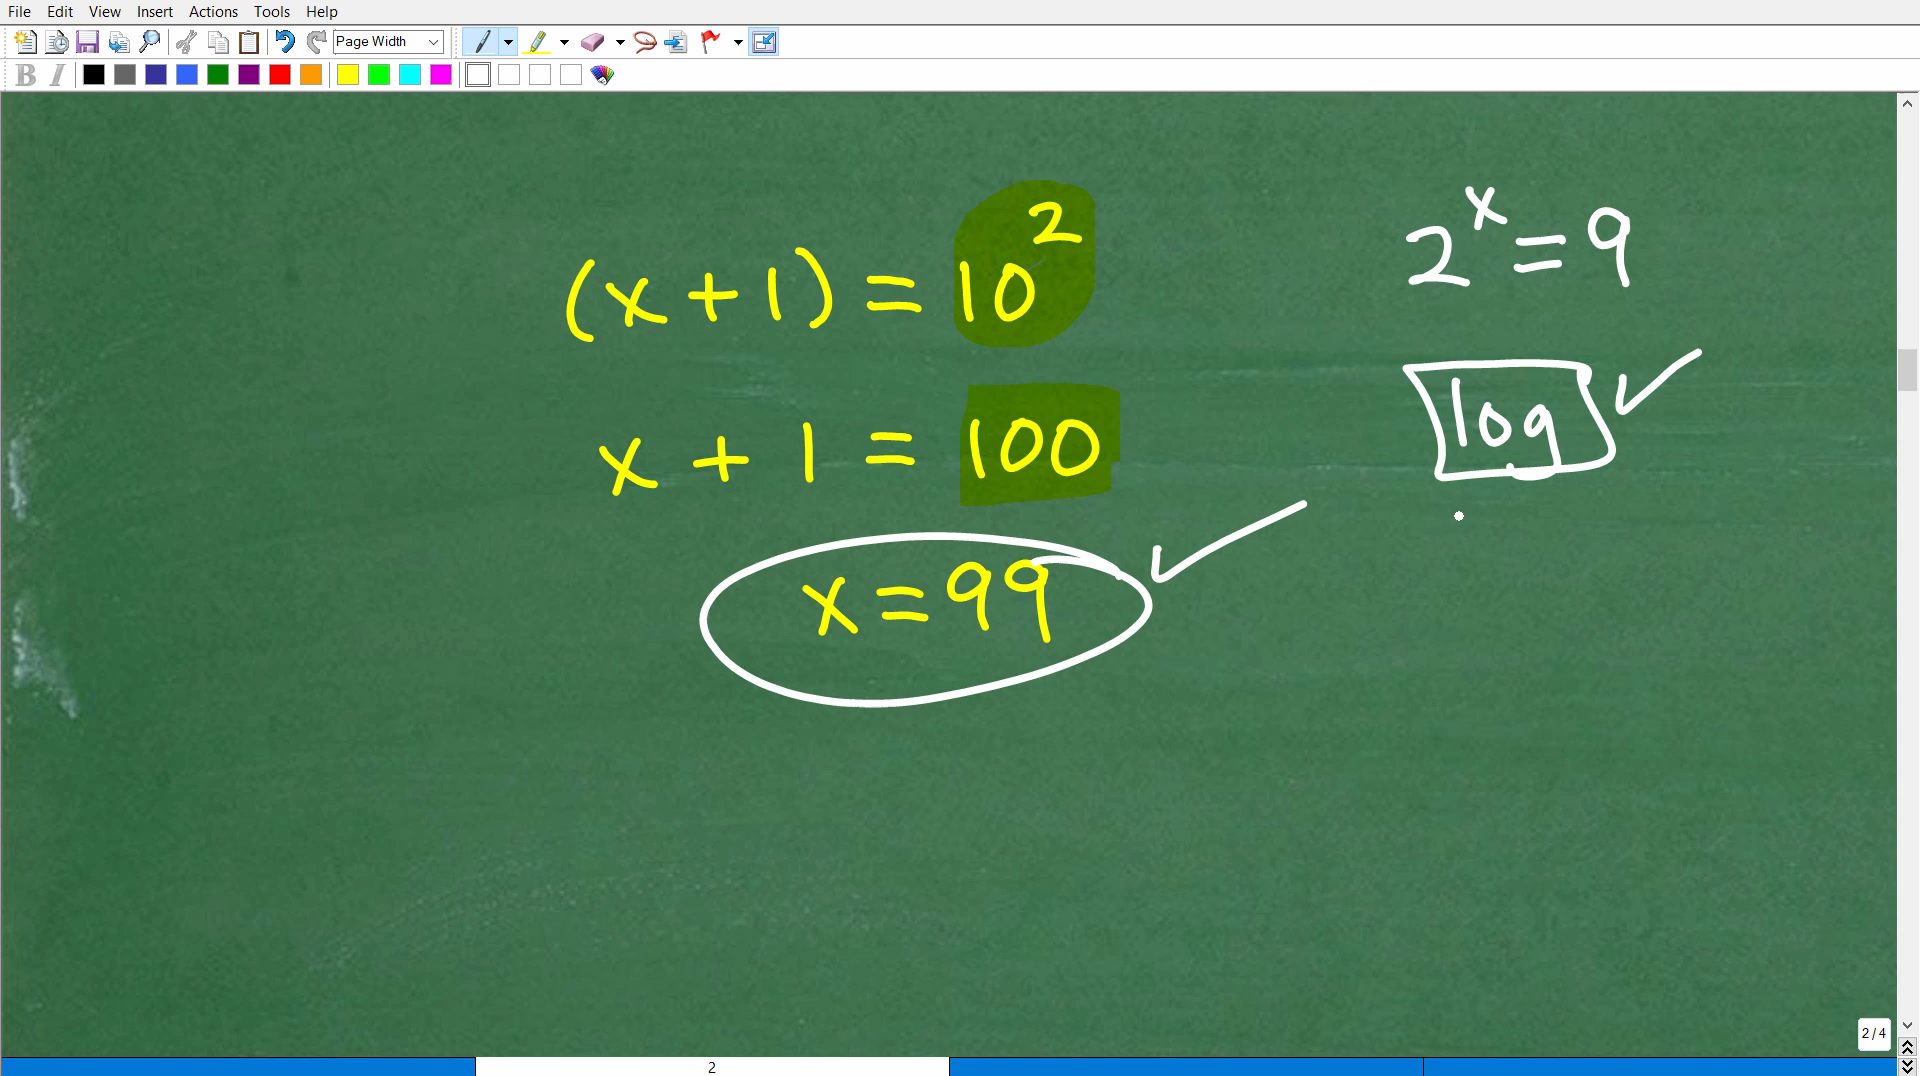 File Edit View Insert Actions Tools Help
Page Width
B I
(x + 1) = 10²
x + 1 = 100
x = 99
2ˣ = 9
log
2 / 4
2